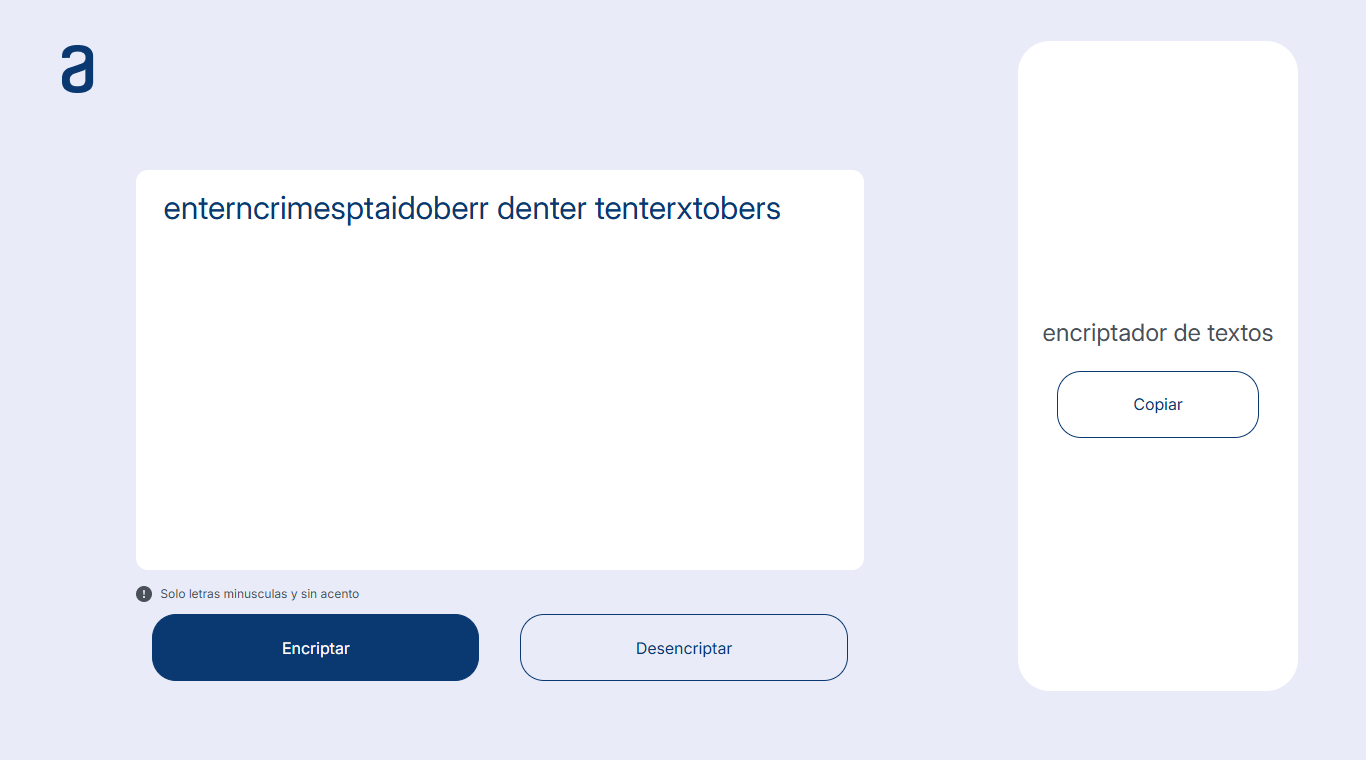 a
enterncrimesptaidoberr denter tenterxtobers
Solo letras minusculas y sin acento
Encriptar
Desencriptar
encriptador de textos
Copiar